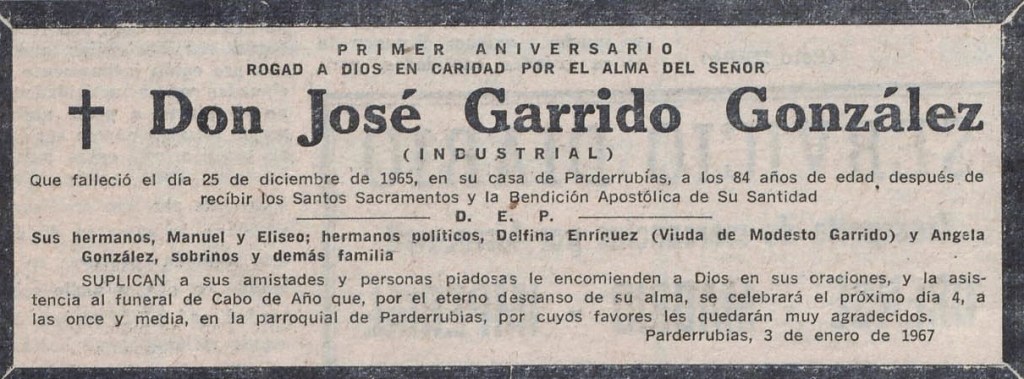 PRIMER ANIVERSARIO
ROGAD A DIOS EN CARIDAD POR EL ALMA DEL SEÑOR
✝ Don José Garrido González
(INDUSTRIAL)
Que falleció el día 25 de diciembre de 1965, en su casa de Parderrubías, a los 84 años de edad, después de
recibir los Santos Sacramentos y la Bendición Apostólica de Su Santidad
D. E. P.
Sus hermanos, Manuel y Eliseo; hermanos políticos, Delfina Enríquez (Viuda de Modesto Garrido) y Angela
González, sobrinos y demás familia
SUPLICAN a sus amistades y personas piadosas le encomienden a Dios en sus oraciones, y la asis-
tencia al funeral de Cabo de Año que, por el eterno descanso de su alma, se celebrará el próximo día 4, a
las once y media, en la parroquial de Parderrubias, por cuyos favores les quedarán muy agradecidos.
Parderrubias, 3 de enero de 1967